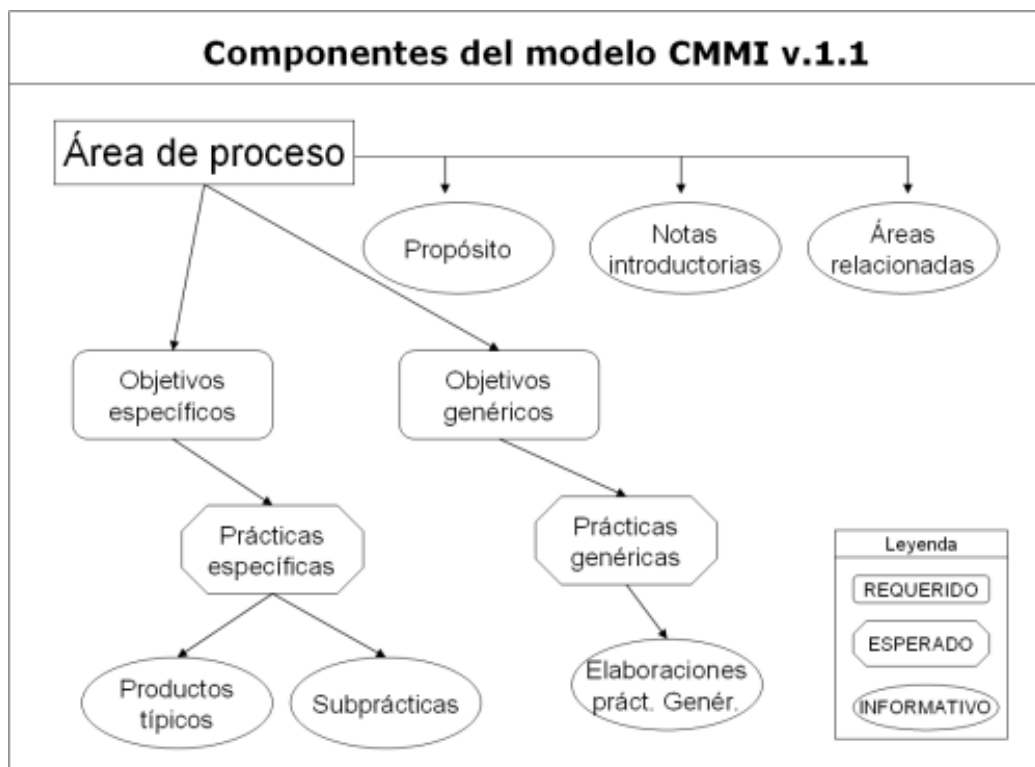 Componentes del modelo CMMI v.1.1
Área de proceso
Propósito
Notas
introductorias
Áreas
relacionadas
Objetivos
específicos
Objetivos
genéricos
Prácticas
específicas
Prácticas
genéricas
Productos
típicos
Subprácticas
Elaboraciones
práct. Genér.
Leyenda
REQUERIDO
ESPERADO
INFORMATIVO